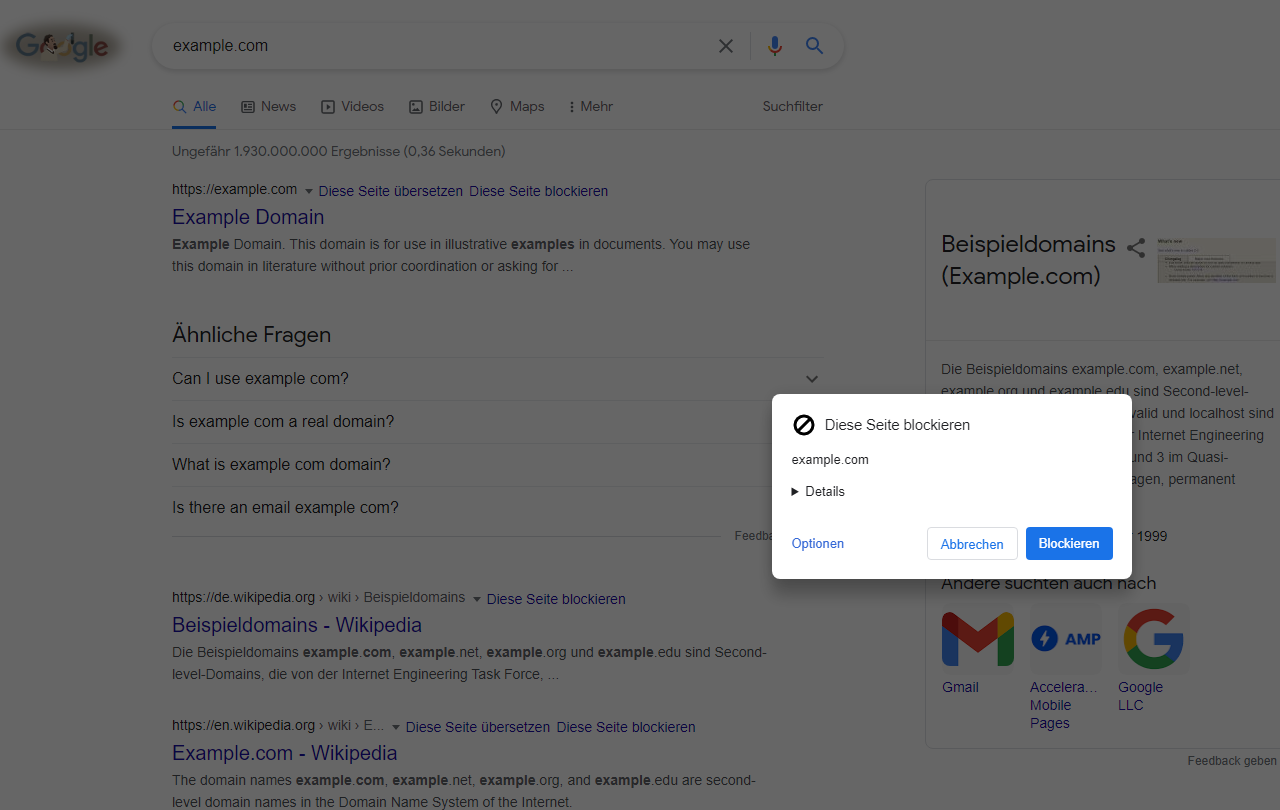 Google
example.com
Alle
News
Videos
Bilder
Maps
Mehr
Suchfilter
Ungefähr 1.930.000.000 Ergebnisse (0,36 Sekunden)
https://example.com Diese Seite übersetzen Diese Seite blockieren
Example Domain
Example Domain. This domain is for use in illustrative examples in documents. You may use
this domain in literature without prior coordination or asking for ...
Ähnliche Fragen
Can I use example com?
Is example com a real domain?
What is example com domain?
Is there an email example com?
https://de.wikipedia.org › wiki › Beispieldomains Diese Seite blockieren
Beispieldomains - Wikipedia
Die Beispieldomains example.com, example.net, example.org und example.edu sind Second-
level-Domains, die von der Internet Engineering Task Force, ...
https://en.wikipedia.org › wiki › E... Diese Seite übersetzen Diese Seite blockieren
Example.com - Wikipedia
The domain names example.com, example.net, example.org, and example.edu are second-
level domain names in the Domain Name System of the Internet.
Beispieldomains
(Example.com)
Die Beispieldomains example.com, example.net,
example.org und example.edu sind Second-level-
und localhost sind
Internet Engineering
und 3 im Quasi-
permanent
1999
Diese Seite blockieren
example.com
Details
Optionen
Abbrechen
Blockieren
Andere suchten auch nach
Gmail
AMP
Accelera...
Mobile
Pages
Google
LLC
Feedback geben